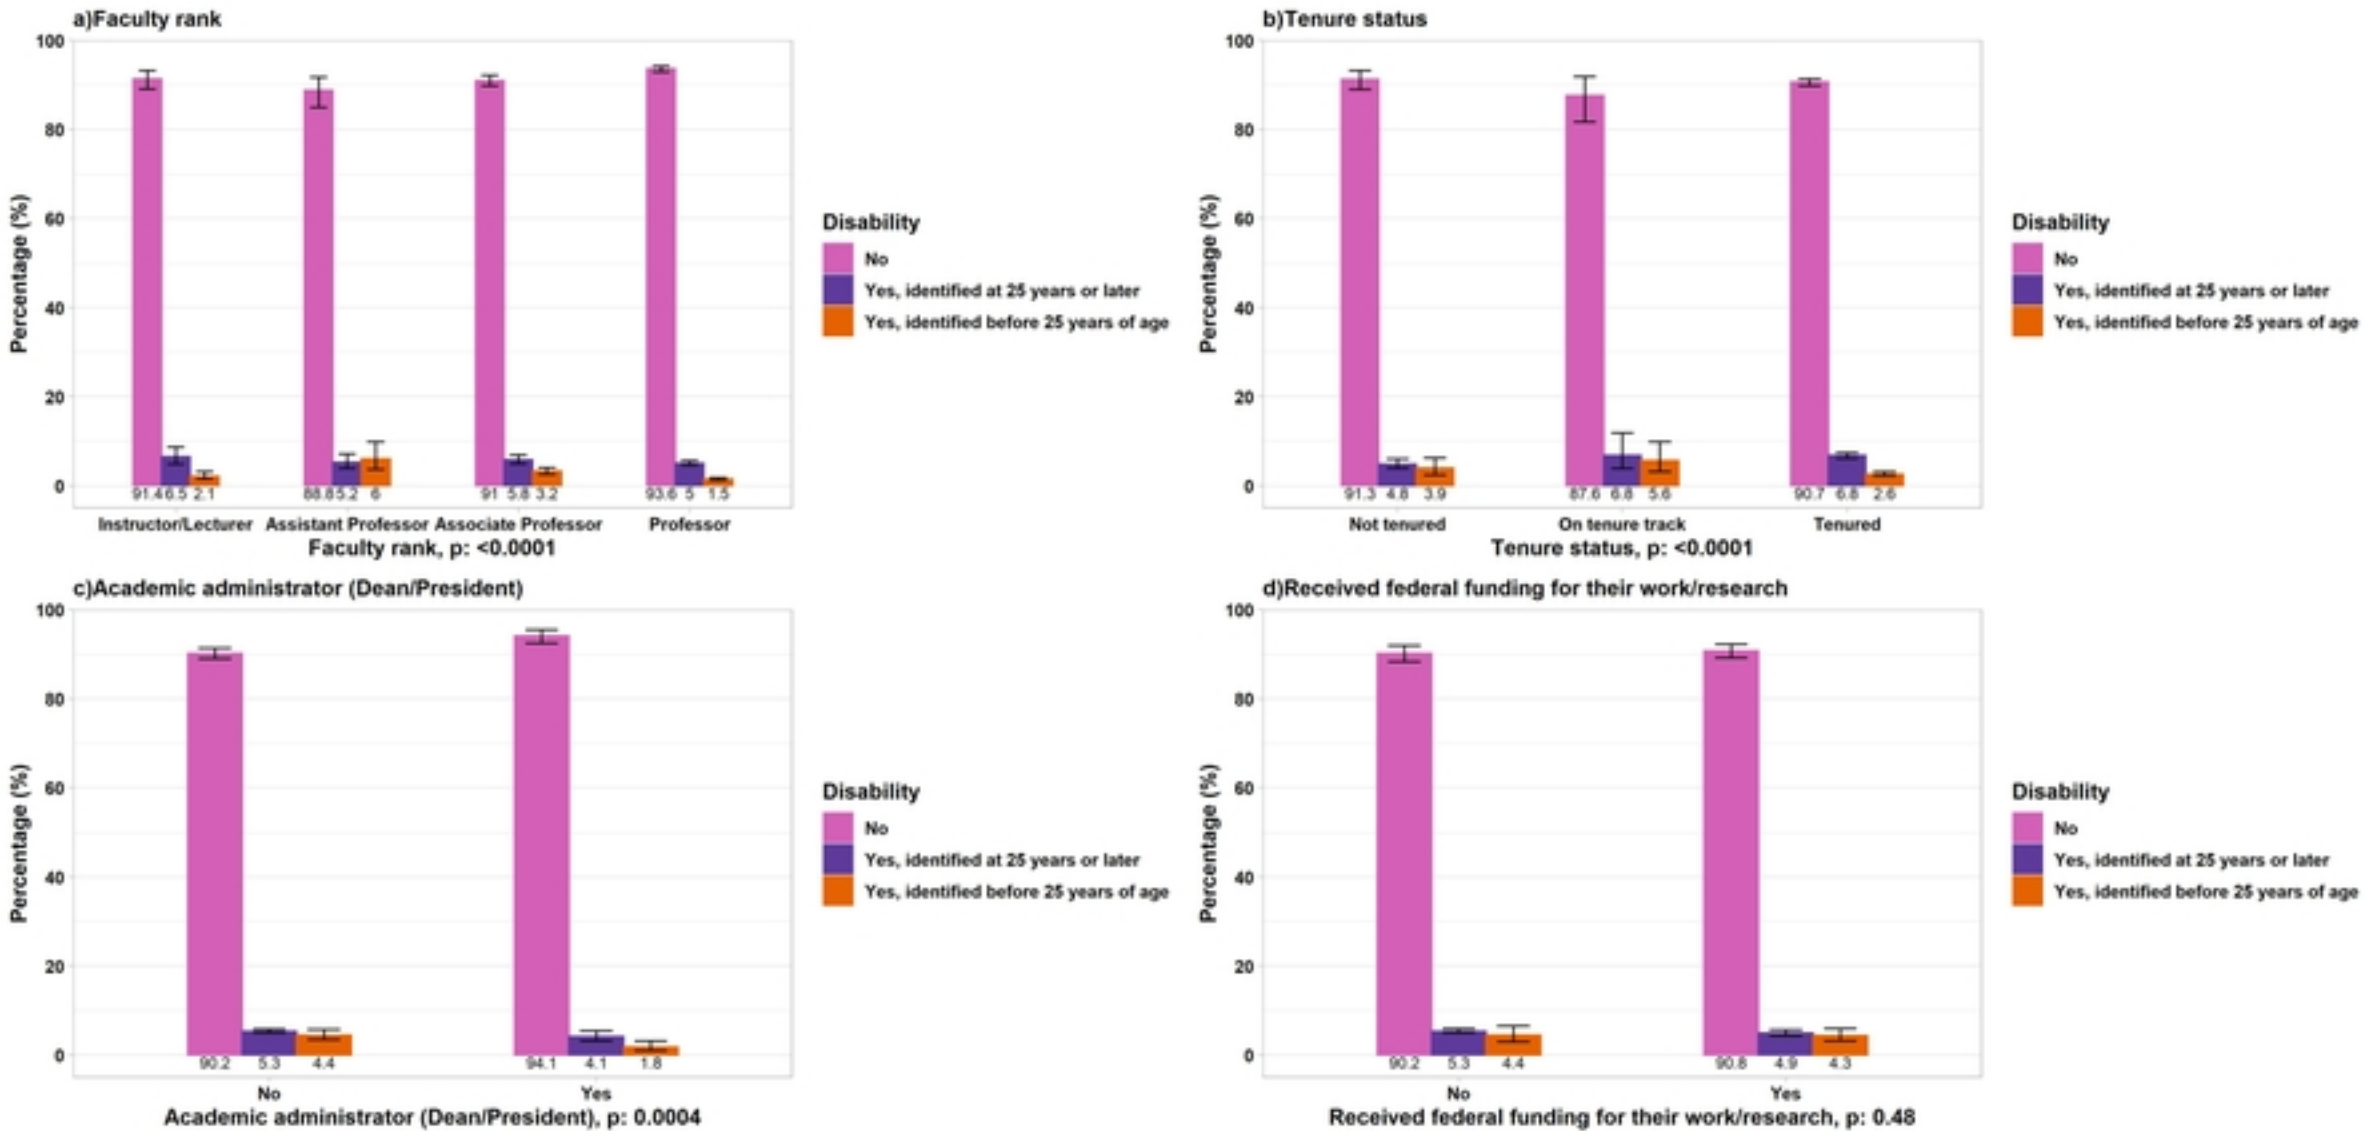 a)Faculty rank
100
80
60
40
20
0
Percentage (%)
91.4 6.5 2.1
88.8 5.2 6
91 5.8 3.2
93.6 5 1.5
Instructor/Lecturer Assistant Professor Associate Professor Professor
Faculty rank, p: <0.0001
Disability
No
Yes, identified at 25 years or later
Yes, identified before 25 years of age
b)Tenure status
100
80
60
40
20
0
Percentage (%)
91.3 4.8 3.9
87.6 6.8 5.6
90.7 6.8 2.6
Not tenured On tenure track Tenured
Tenure status, p: <0.0001
Disability
No
Yes, identified at 25 years or later
Yes, identified before 25 years of age
c)Academic administrator (Dean/President)
100
80
60
40
20
0
Percentage (%)
90.2 5.3 4.4
94.1 4.1 1.8
No Yes
Academic administrator (Dean/President), p: 0.0004
Disability
No
Yes, identified at 25 years or later
Yes, identified before 25 years of age
d)Received federal funding for their work/research
100
80
60
40
20
0
Percentage (%)
90.2 5.3 4.4
90.8 4.9 4.3
No Yes
Received federal funding for their work/research, p: 0.48
Disability
No
Yes, identified at 25 years or later
Yes, identified before 25 years of age